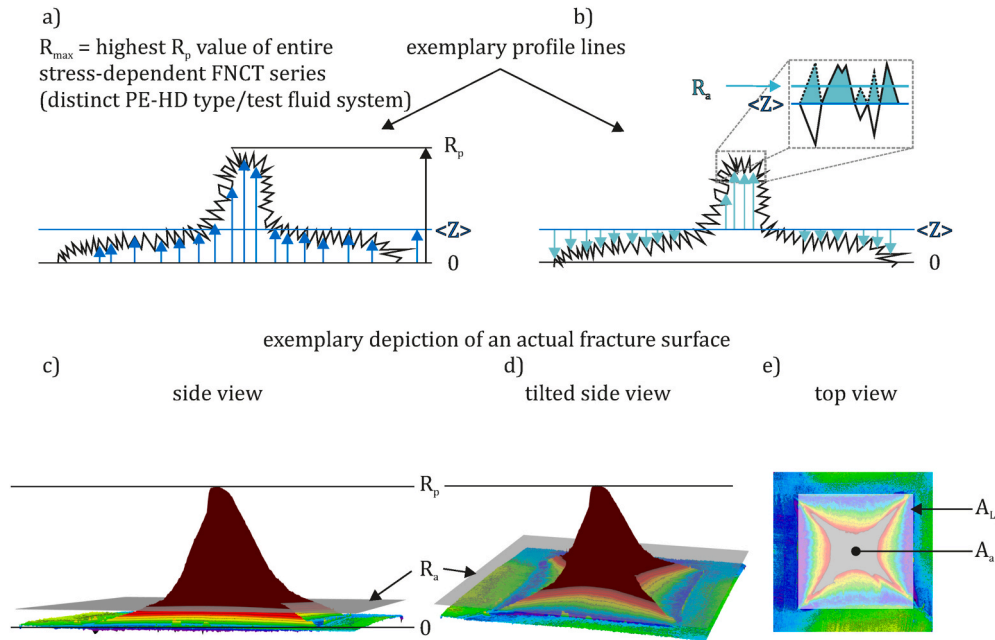 a)
R_max = highest R_p value of entire
stress-dependent FNCT series
(distinct PE-HD type/test fluid system)
exemplary profile lines
b)
R_a
<Z>
R_p
<Z>
0
<Z>
0
exemplary depiction of an actual fracture surface
c)
side view
d)
tilted side view
e)
top view
R_p
R_a
0
A_L
A_a